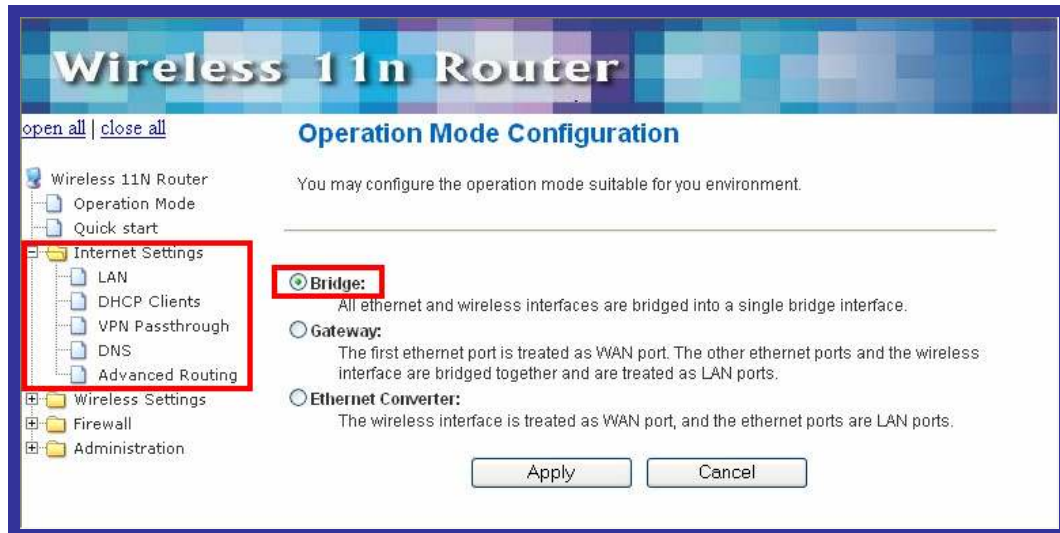 Wireless 11n Router
open all | close all
Wireless 11N Router
Operation Mode
Quick start
Internet Settings
LAN
DHCP Clients
VPN Passthrough
DNS
Advanced Routing
Wireless Settings
Firewall
Administration
Operation Mode Configuration
You may configure the operation mode suitable for you environment.
Bridge:
All ethernet and wireless interfaces are bridged into a single bridge interface.
Gateway:
The first ethernet port is treated as WAN port. The other ethernet ports and the wireless
interface are bridged together and are treated as LAN ports.
Ethernet Converter:
The wireless interface is treated as WAN port, and the ethernet ports are LAN ports.
Apply
Cancel